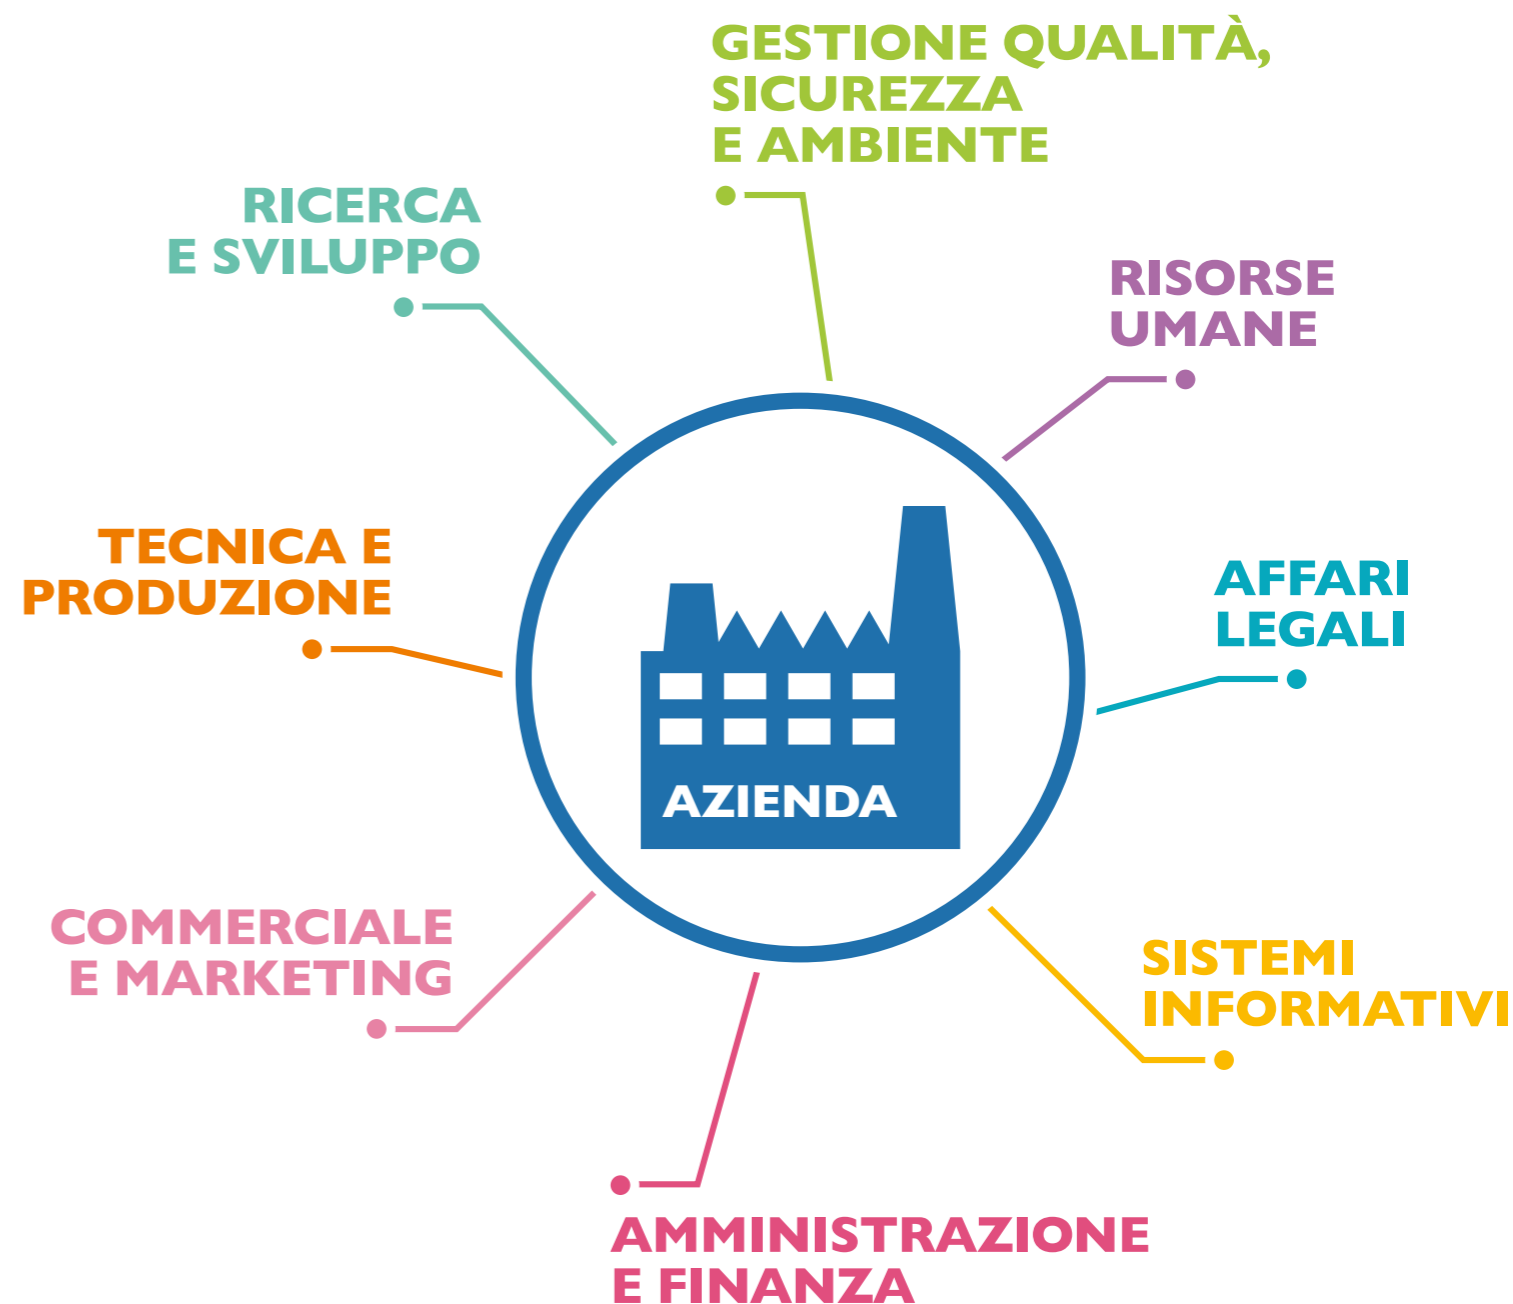 GESTIONE QUALITÀ,
SICUREZZA
E AMBIENTE
RICERCA
E SVILUPPO
RISORSE
UMANE
TECNICA E
PRODUZIONE
AFFARI
LEGALI
AZIENDA
COMMERCIALE
E MARKETING
SISTEMI
INFORMATIVI
AMMINISTRAZIONE
E FINANZA